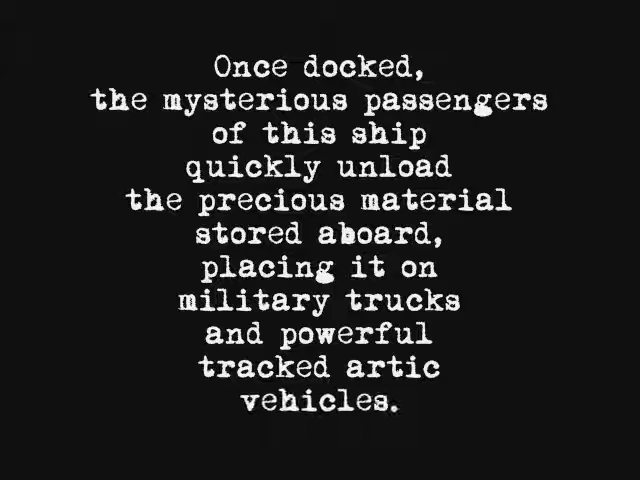 Once docked,
the mysterious passengers
of this ship
quickly unload
the precious material
stored aboard,
placing it on
military trucks
and powerful
tracked artic
vehicles.